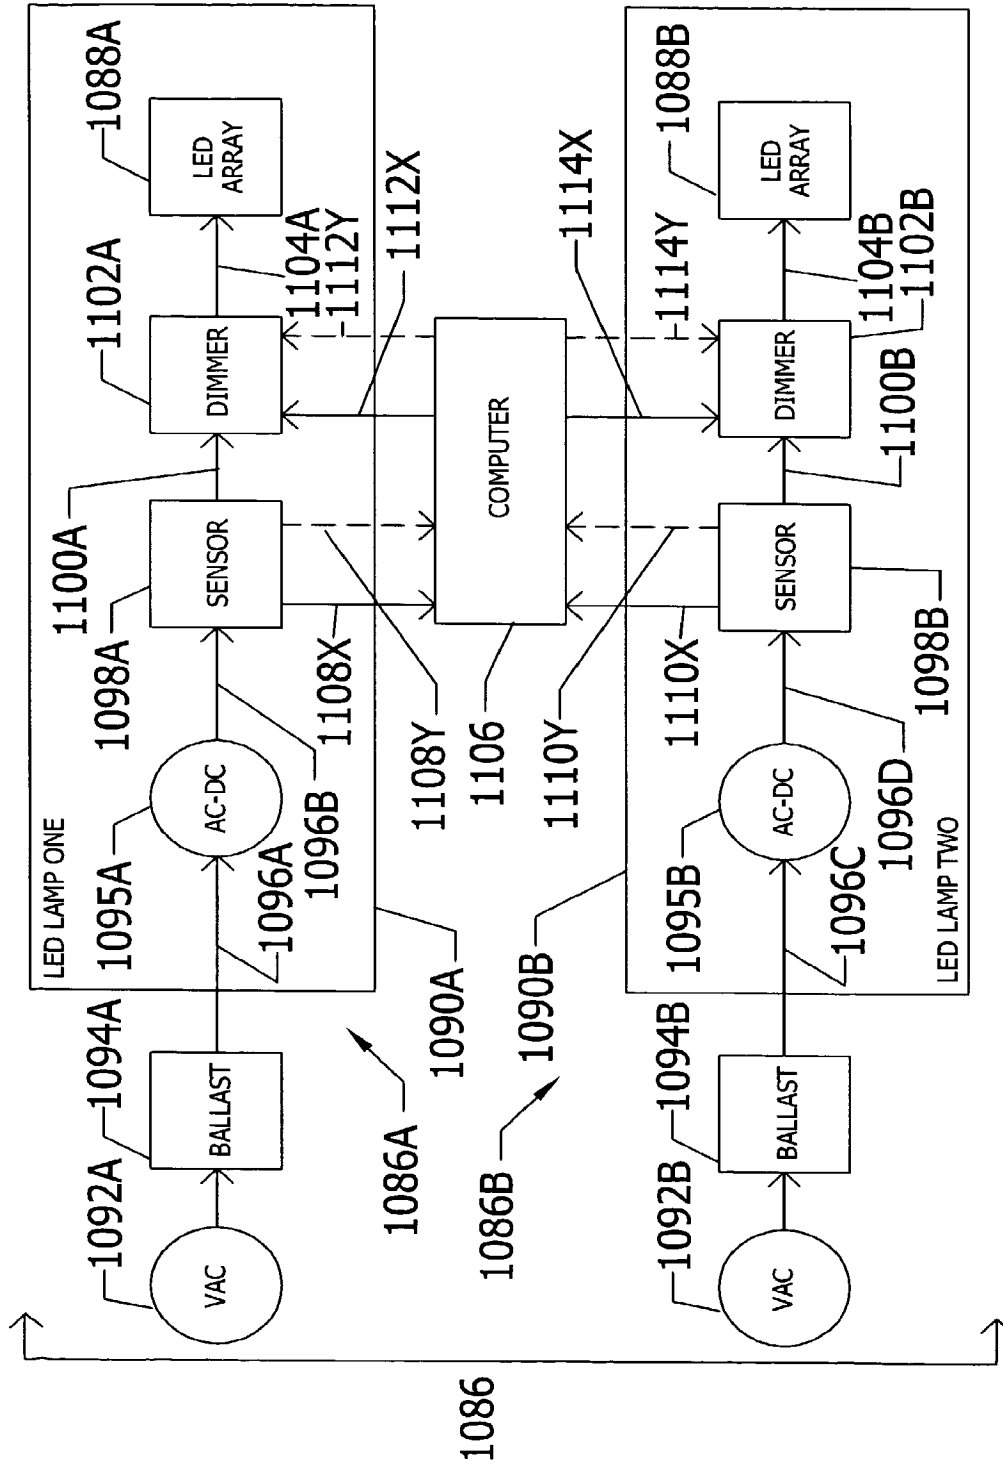 1086
1092A
VAC
1094A
BALLAST
1086A
1090A
LED LAMP ONE
1095A
AC-DC
1096A
1096B
1098A
SENSOR
1100A
1108X
1108Y
1102A
DIMMER
1104A
1112Y
1112X
1088A
LED
ARRAY
1106
COMPUTER
1086B
1090B
1092B
VAC
1094B
BALLAST
LED LAMP TWO
1095B
AC-DC
1096C
1096D
1110Y
1110X
SENSOR
1098B
1100B
DIMMER
1102B
1104B
1114X
1114Y
1088B
LED
ARRAY